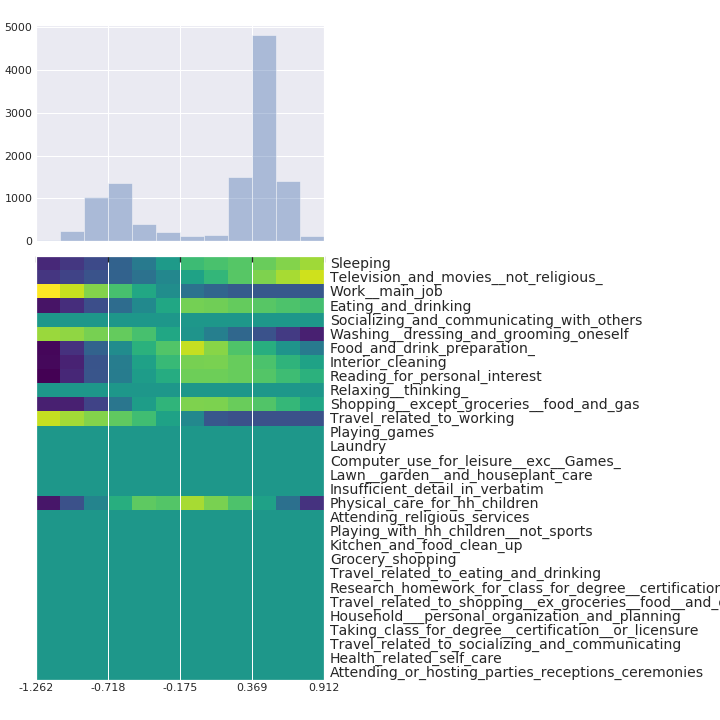 5000
4000
3000
2000
1000
0
Sleeping
Television_and_movies__not_religious_
Work__main_job
Eating_and_drinking
Socializing_and_communicating_with_others
Washing__dressing_and_grooming_oneself
Food_and_drink_preparation_
Interior_cleaning
Reading_for_personal_interest
Relaxing__thinking_
Shopping__except_groceries__food_and_gas
Travel_related_to_working
Playing_games
Laundry
Computer_use_for_leisure__exc__Games_
Lawn__garden__and_houseplant_care
Insufficient_detail_in_verbatim
Physical_care_for_hh_children
Attending_religious_services
Playing_with_hh_children__not_sports
Kitchen_and_food_clean_up
Grocery_shopping
Travel_related_to_eating_and_drinking
Research_homework_for_class_for_degree__certification
Travel_related_to_shopping__ex_groceries__food__and_
Household___personal_organization_and_planning
Taking_class_for_degree__certification__or_licensure
Travel_related_to_socializing_and_communicating
Health_related_self_care
Attending_or_hosting_parties_receptions_ceremonies
-1.262 -0.718 -0.175 0.369 0.912